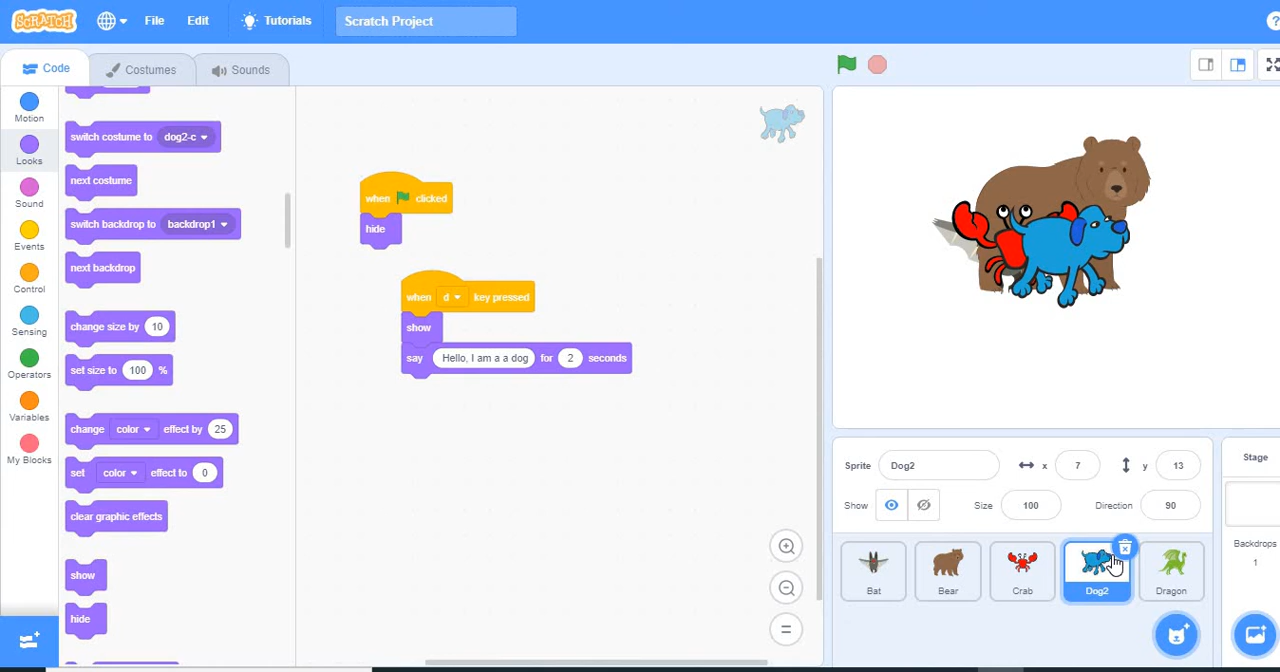 SCRATCH File Edit Tutorials Scratch Project ?
Code Costumes Sounds
Motion
Looks
Sound
Events
Control
Sensing
Operators
Variables
My Blocks
switch costume to dog2-c
next costume
switch backdrop to backdrop1
next backdrop
change size by 10
set size to 100 %
change color effect by 25
set color effect to 0
clear graphic effects
show
hide
when clicked
hide
when d key pressed
show
say Hello, I am a a dog for 2 seconds
Sprite Dog2 x 7 y 13
Show Size 100 Direction 90
Bat Bear Crab Dog2 Dragon
Stage
Backdrops
1